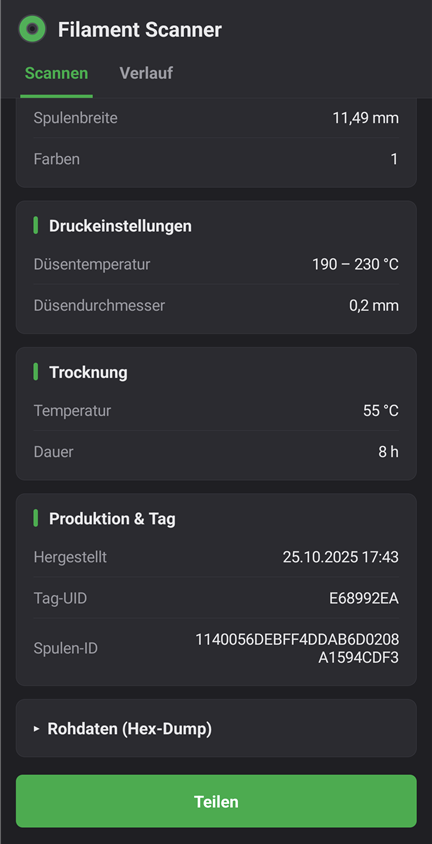 Filament Scanner
Scannen Verlauf
Spulenbreite 11,49 mm
Farben 1
Druckeinstellungen
Düsentemperatur 190 – 230 °C
Düsendurchmesser 0,2 mm
Trocknung
Temperatur 55 °C
Dauer 8 h
Produktion & Tag
Hergestellt 25.10.2025 17:43
Tag-UID E68992EA
Spulen-ID 1140056DEBFF4DDAB6D0208
A1594CDF3
Rohdaten (Hex-Dump)
Teilen